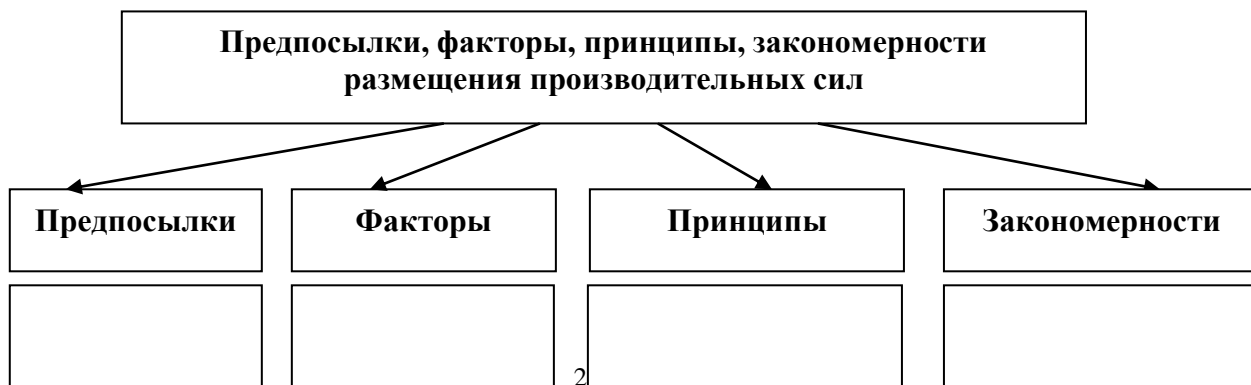 Предпосылки, факторы, принципы, закономерности
размещения производительных сил
Предпосылки
Факторы
Принципы
Закономерности
2